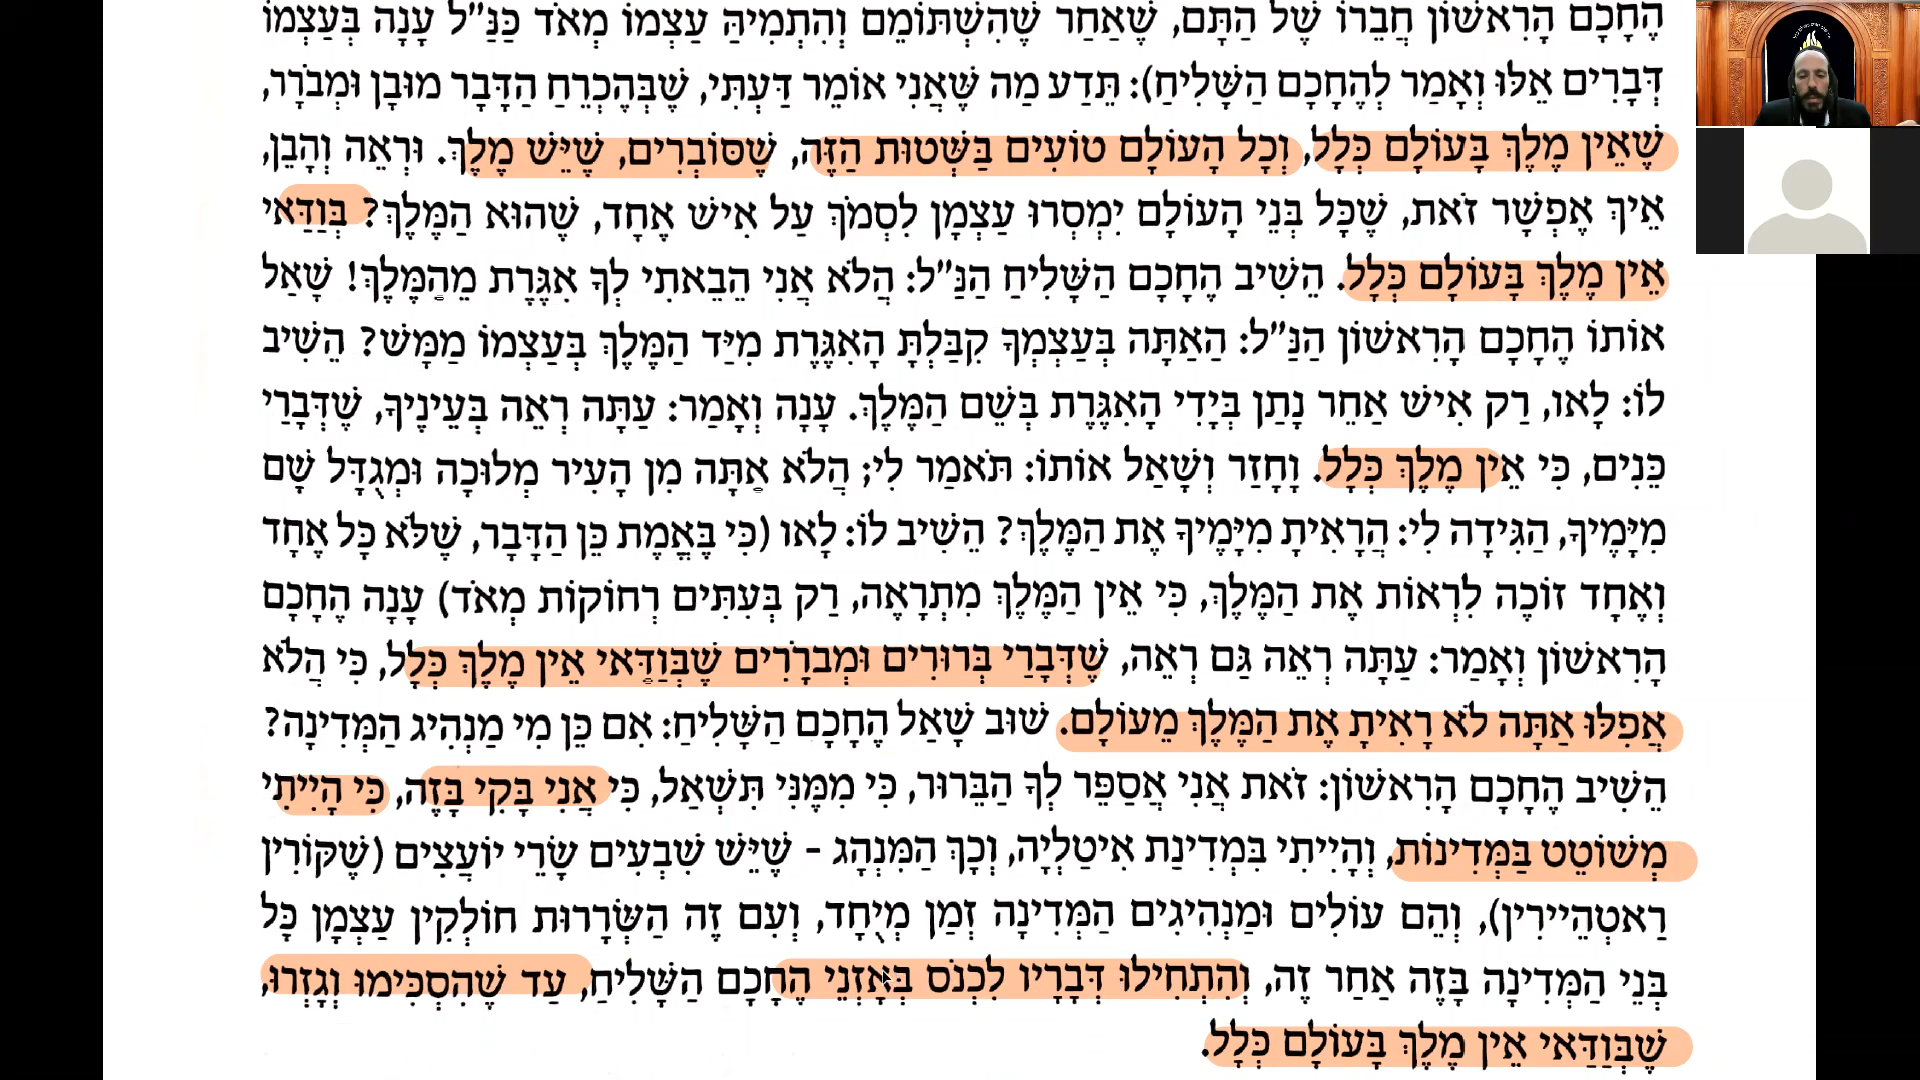 הֶחָכָם הָרִאשׁוֹן חֲבֵרוֹ שֶׁל הַתָּם, שֶׁאַחַר שֶׁהִשְׁתּוֹמֵם וְהִתְמִיהַּ עַצְמוֹ מְאֹד כַּנַּ״ל עָנָה בְּעַצְמוֹ
דְּבָרִים אֵלּוּ וְאָמַר לְהֶחָכָם הַשָּׁלִיחַ): תֵּדַע מַה שֶּׁאֲנִי אוֹמֵר דַּעְתִּי, שֶׁבְּהֶכְרֵחַ הַדָּבָר מוּבָן וּמְבֹרָר,
שֶׁאֵין מֶלֶךְ בָּעוֹלָם כְּלָל, וְכָל הָעוֹלָם טוֹעִים בַּשְּׁטוּת הַזֶּה, שֶׁסּוֹבְרִים, שֶׁיֵּשׁ מֶלֶךְ. וּרְאֵה וְהָבֵן,
אֵיךְ אֶפְשָׁר זֹאת, שֶׁכָּל בְּנֵי הָעוֹלָם יִמְסְרוּ עַצְמָן לִסְמֹךְ עַל אִישׁ אֶחָד, שֶׁהוּא הַמֶּלֶךְ? בְּוַדַּאי
אֵין מֶלֶךְ בָּעוֹלָם כְּלָל. הֵשִׁיב הֶחָכָם הַשָּׁלִיחַ הַנַּ״ל: הֲלֹא אֲנִי הֵבֵאתִי לְךָ אִגֶּרֶת מֵהַמֶּלֶךְ! שָׁאַל
אוֹתוֹ הֶחָכָם הָרִאשׁוֹן הַנַּ״ל: הַאַתָּה בְּעַצְמְךָ קִבַּלְתָּ הָאִגֶּרֶת מִיַּד הַמֶּלֶךְ בְּעַצְמוֹ מַמָּשׁ? הֵשִׁיב
לוֹ: לָאו, רַק אִישׁ אַחֵר נָתַן בְּיָדִי הָאִגֶּרֶת בְּשֵׁם הַמֶּלֶךְ. עָנָה וְאָמַר: עַתָּה רְאֵה בְּעֵינֶיךָ, שֶׁדְּבָרַי
כֵּנִים, כִּי אֵין מֶלֶךְ כְּלָל. וְחָזַר וְשָׁאַל אוֹתוֹ: תֹּאמַר לִי; הֲלֹא אַתָּה מִן הָעִיר מְלוּכָה וּמְגֻדָּל שָׁם
מִיָּמֶיךָ, הַגִּידָה לִי: הֲרָאִיתָ מִיָּמֶיךָ אֶת הַמֶּלֶךְ? הֵשִׁיב לוֹ: לָאו (כִּי בֶּאֱמֶת כֵּן הַדָּבָר, שֶׁלֹּא כָּל אֶחָד
וְאֶחָד זוֹכֶה לִרְאוֹת אֶת הַמֶּלֶךְ, כִּי אֵין הַמֶּלֶךְ מִתְרָאֶה, רַק בְּעִתִּים רְחוֹקוֹת מְאֹד) עָנָה הֶחָכָם
הָרִאשׁוֹן וְאָמַר: עַתָּה רְאֵה גַּם רְאֵה, שֶׁדְּבָרַי בְּרוּרִים וּמְבֹרָרִים שֶׁבְּוַדַּאי אֵין מֶלֶךְ כְּלָל, כִּי הֲלֹא
אֲפִלּוּ אַתָּה לֹא רָאִיתָ אֶת הַמֶּלֶךְ מֵעוֹלָם. שׁוּב שָׁאַל הֶחָכָם הַשָּׁלִיחַ: אִם כֵּן מִי מַנְהִיג הַמְּדִינָה?
הֵשִׁיב הֶחָכָם הָרִאשׁוֹן: זֹאת אֲנִי אֲסַפֵּר לְךָ הַבֵּרוּר, כִּי מִמֶּנִּי תִּשְׁאַל, כִּי אֲנִי בָּקִי בָּזֶה, כִּי הָיִיתִי
מְשׁוֹטֵט בַּמְּדִינוֹת, וְהָיִיתִי בִּמְדִינַת אִיטַלְיָה, וְכָךְ הַמִּנְהָג - שֶׁיֵּשׁ שִׁבְעִים שָׂרֵי יוֹעֲצִים (שֶׁקּוֹרִין
רַאטְהֵיירִין), וְהֵם עוֹלִים וּמַנְהִיגִים הַמְּדִינָה זְמַן מְיֻחָד, וְעִם זֶה הַשְּׂרָרוּת חוֹלְקִין עַצְמָן כָּל
בְּנֵי הַמְּדִינָה בָּזֶה אַחַר זֶה, וְהִתְחִילוּ דְּבָרָיו לִכְנֹס בְּאָזְנֵי הֶחָכָם הַשָּׁלִיחַ, עַד שֶׁהִסְכִּימוּ וְגָזְרוּ,
שֶׁבְּוַדַּאי אֵין מֶלֶךְ בָּעוֹלָם כְּלָל.